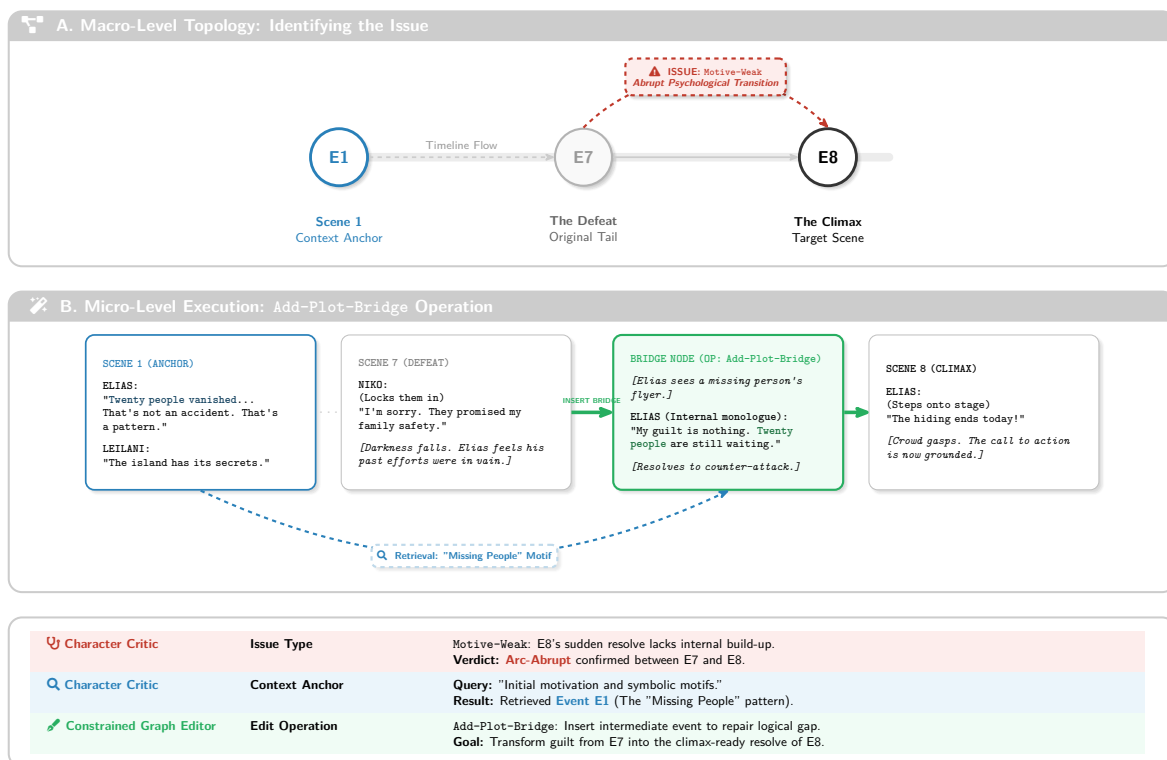 A. Macro-Level Topology: Identifying the Issue
ISSUE: Motive-Weak
Abrupt Psychological Transition
Timeline Flow
E1
E7
E8
Scene 1
Context Anchor
The Defeat
Original Tail
The Climax
Target Scene
B. Micro-Level Execution: Add-Plot-Bridge Operation
SCENE 1 (ANCHOR)
ELIAS:
"Twenty people vanished...
That's not an accident. That's
a pattern."
LEILANI:
"The island has its secrets."
SCENE 7 (DEFEAT)
NIKO:
(Locks them in)
"I'm sorry. They promised my
family safety."
[Darkness falls. Elias feels his
past efforts were in vain.]
INSERT BRIDGE
BRIDGE NODE (OP: Add-Plot-Bridge)
[Elias sees a missing person's
flyer.]
ELIAS (Internal monologue):
"My guilt is nothing. Twenty
people are still waiting."
[Resolves to counter-attack.]
SCENE 8 (CLIMAX)
ELIAS:
(Steps onto stage)
"The hiding ends today!"
[Crowd gasps. The call to action
is now grounded.]
Retrieval: "Missing People" Motif
Character Critic Issue Type Motive-Weak: E8's sudden resolve lacks internal build-up.
Verdict: Arc-Abrupt confirmed between E7 and E8.
Character Critic Context Anchor Query: "Initial motivation and symbolic motifs."
Result: Retrieved Event E1 (The "Missing People" pattern).
Constrained Graph Editor Edit Operation Add-Plot-Bridge: Insert intermediate event to repair logical gap.
Goal: Transform guilt from E7 into the climax-ready resolve of E8.